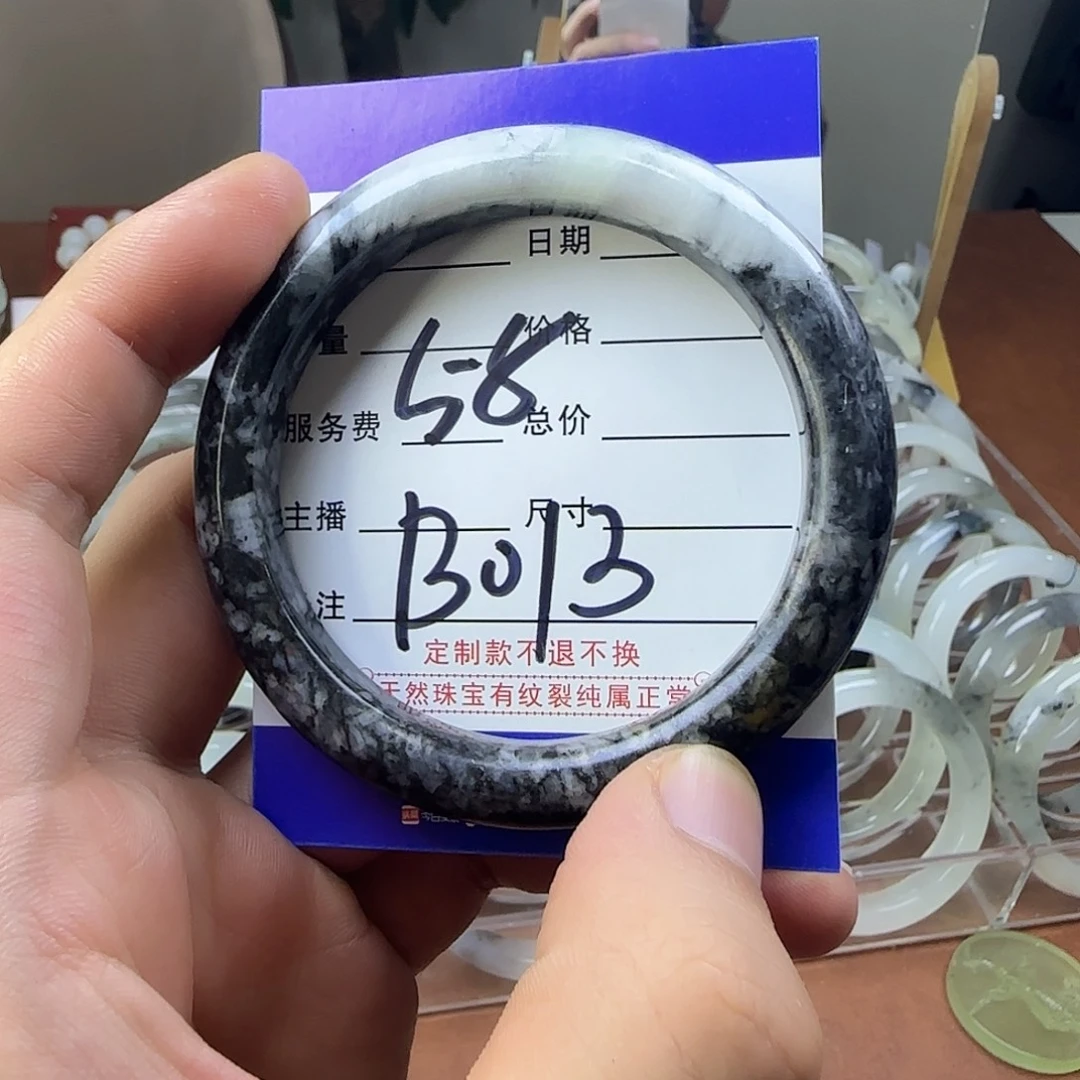 日期
量 价格
58
服务费 总价
主播 尺寸
B013
注
定制款不退不换
天然珠宝有纹裂纯属正常